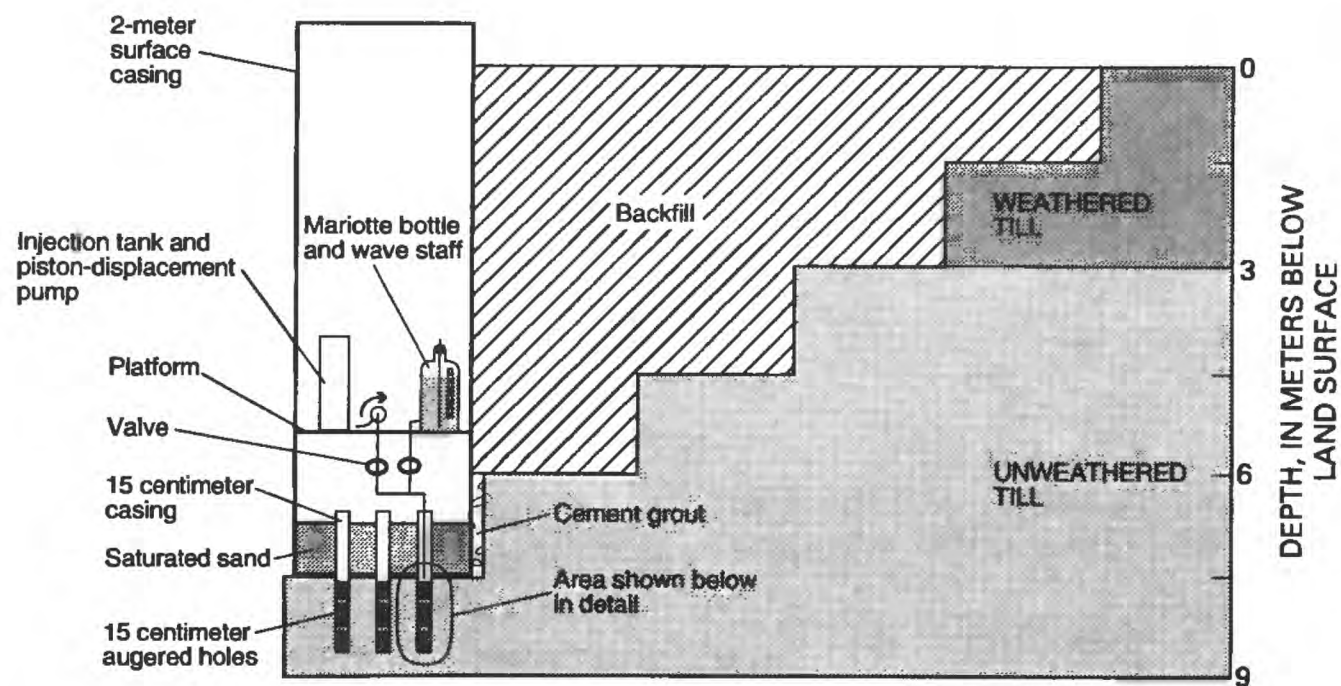 2-meter
surface
casing
0
Backfill
WEATHERED
TILL
Mariotte bottle
and wave staff
Injection tank and
piston-displacement
pump
3
DEPTH, IN METERS BELOW
LAND SURFACE
Platform
Valve
UNWEATHERED
TILL
6
15 centimeter
casing
Cement grout
Saturated sand
Area shown below
in detail
15 centimeter
augered holes
9